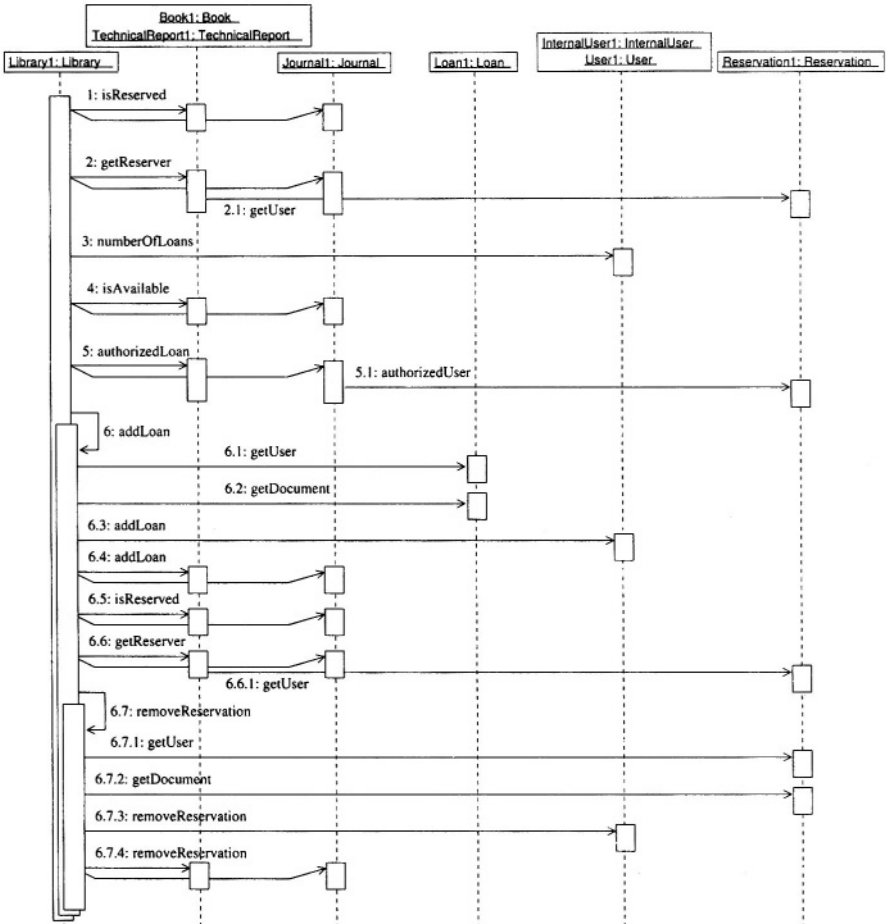 Book1: Book
TechnicalReport1: TechnicalReport
InternalUser1: InternalUser
User1: User
Library1: Library
Journal1: Journal
Loan1: Loan
Reservation1: Reservation
1: isReserved
2: getReserver
2.1: getUser
3: numberOfLoans
4: isAvailable
5: authorizedLoan
5.1: authorizedUser
6: addLoan
6.1: getUser
6.2: getDocument
6.3: addLoan
6.4: addLoan
6.5: isReserved
6.6: getReserver
6.6.1: getUser
6.7: removeReservation
6.7.1: getUser
6.7.2: getDocument
6.7.3: removeReservation
6.7.4: removeReservation